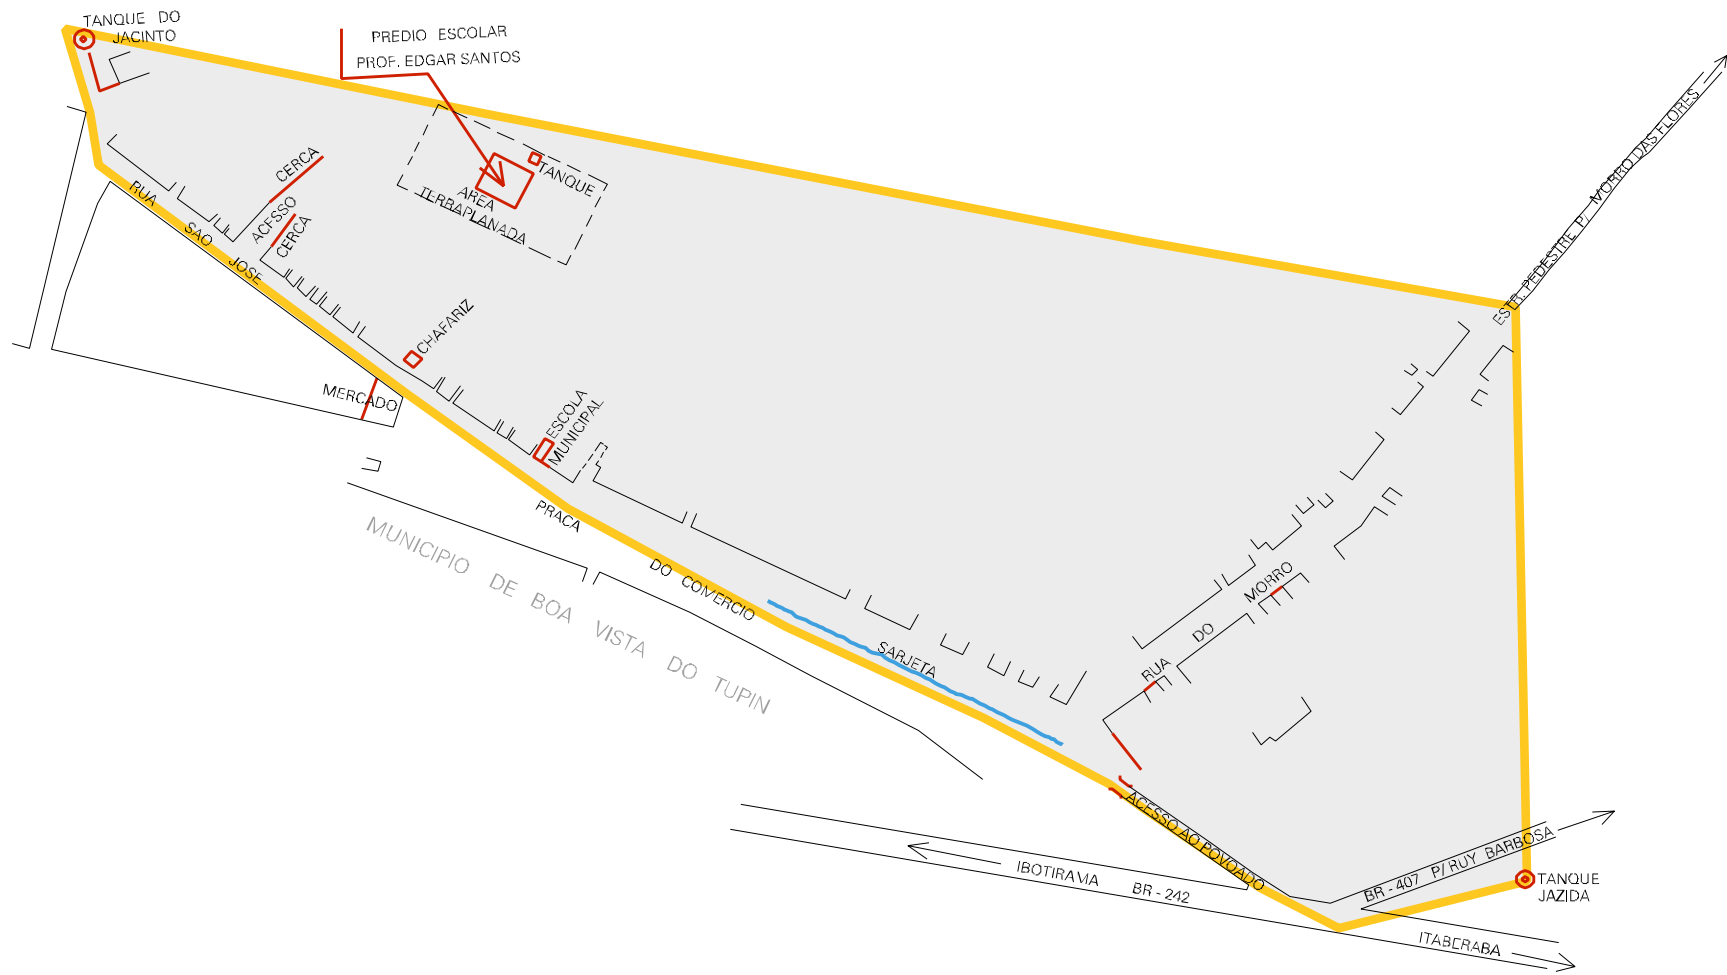 TANQUE DO
JACINTO
PREDIO ESCOLAR
PROF. EDGAR SANTOS
CERCA
TANQUE
AREA
TERRAPLANADA
RUA SAO JOSE
ACESSO
CERCA
CHAFARIZ
MERCADO
ESCOLA
MUNICIPAL
ESTR. PEDESTRE P/ MORRO DAS FLORES
PRACA DO COMERCIO
MUNICIPIO DE BOA VISTA DO TUPIN
SARJETA
RUA DO MORRO
ACESSO AO POVOADO
IBOTIRAMA BR - 242
BR - 407 P/ RUY BARBOSA
TANQUE
JAZIDA
ITABERABA